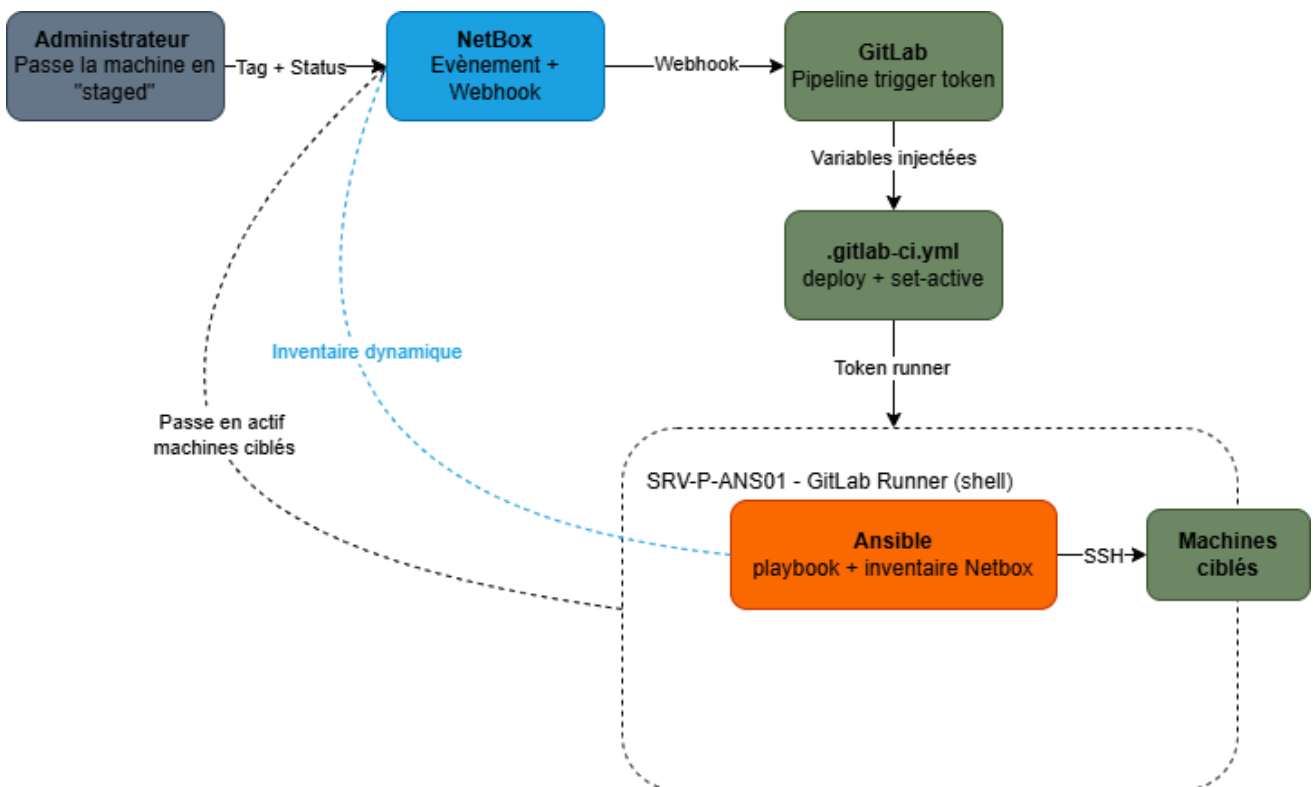 Administrateur
Passe la machine en
"staged"
Tag + Status
NetBox
Evènement +
Webhook
Webhook
GitLab
Pipeline trigger token
Variables injectées
.gitlab-ci.yml
deploy + set-active
Inventaire dynamique
Token runner
Passe en actif
machines ciblés
SRV-P-ANS01 - GitLab Runner (shell)
Ansible
playbook + inventaire Netbox
SSH
Machines
ciblés